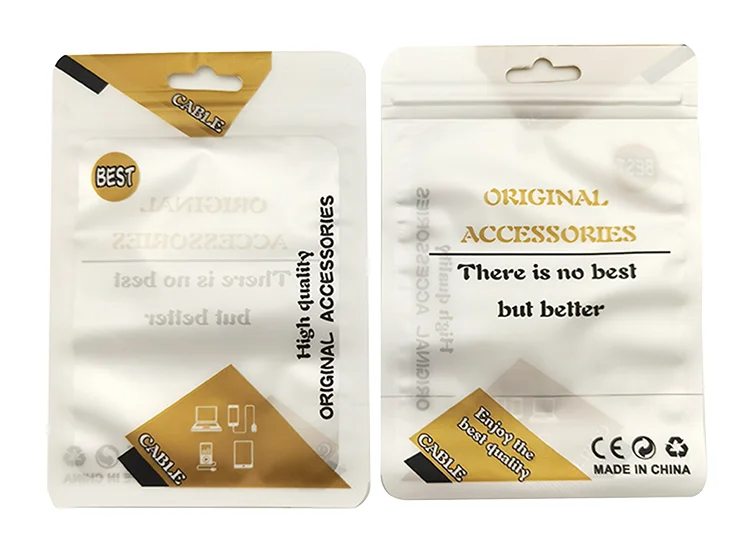 CABLE
BEST
High quality
ORIGINAL ACCESSORIES
CABLE
ORIGINAL
ACCESSORIES
There is no best
but better
Enjoy the
best quality
CABLE
CE
MADE IN CHINA